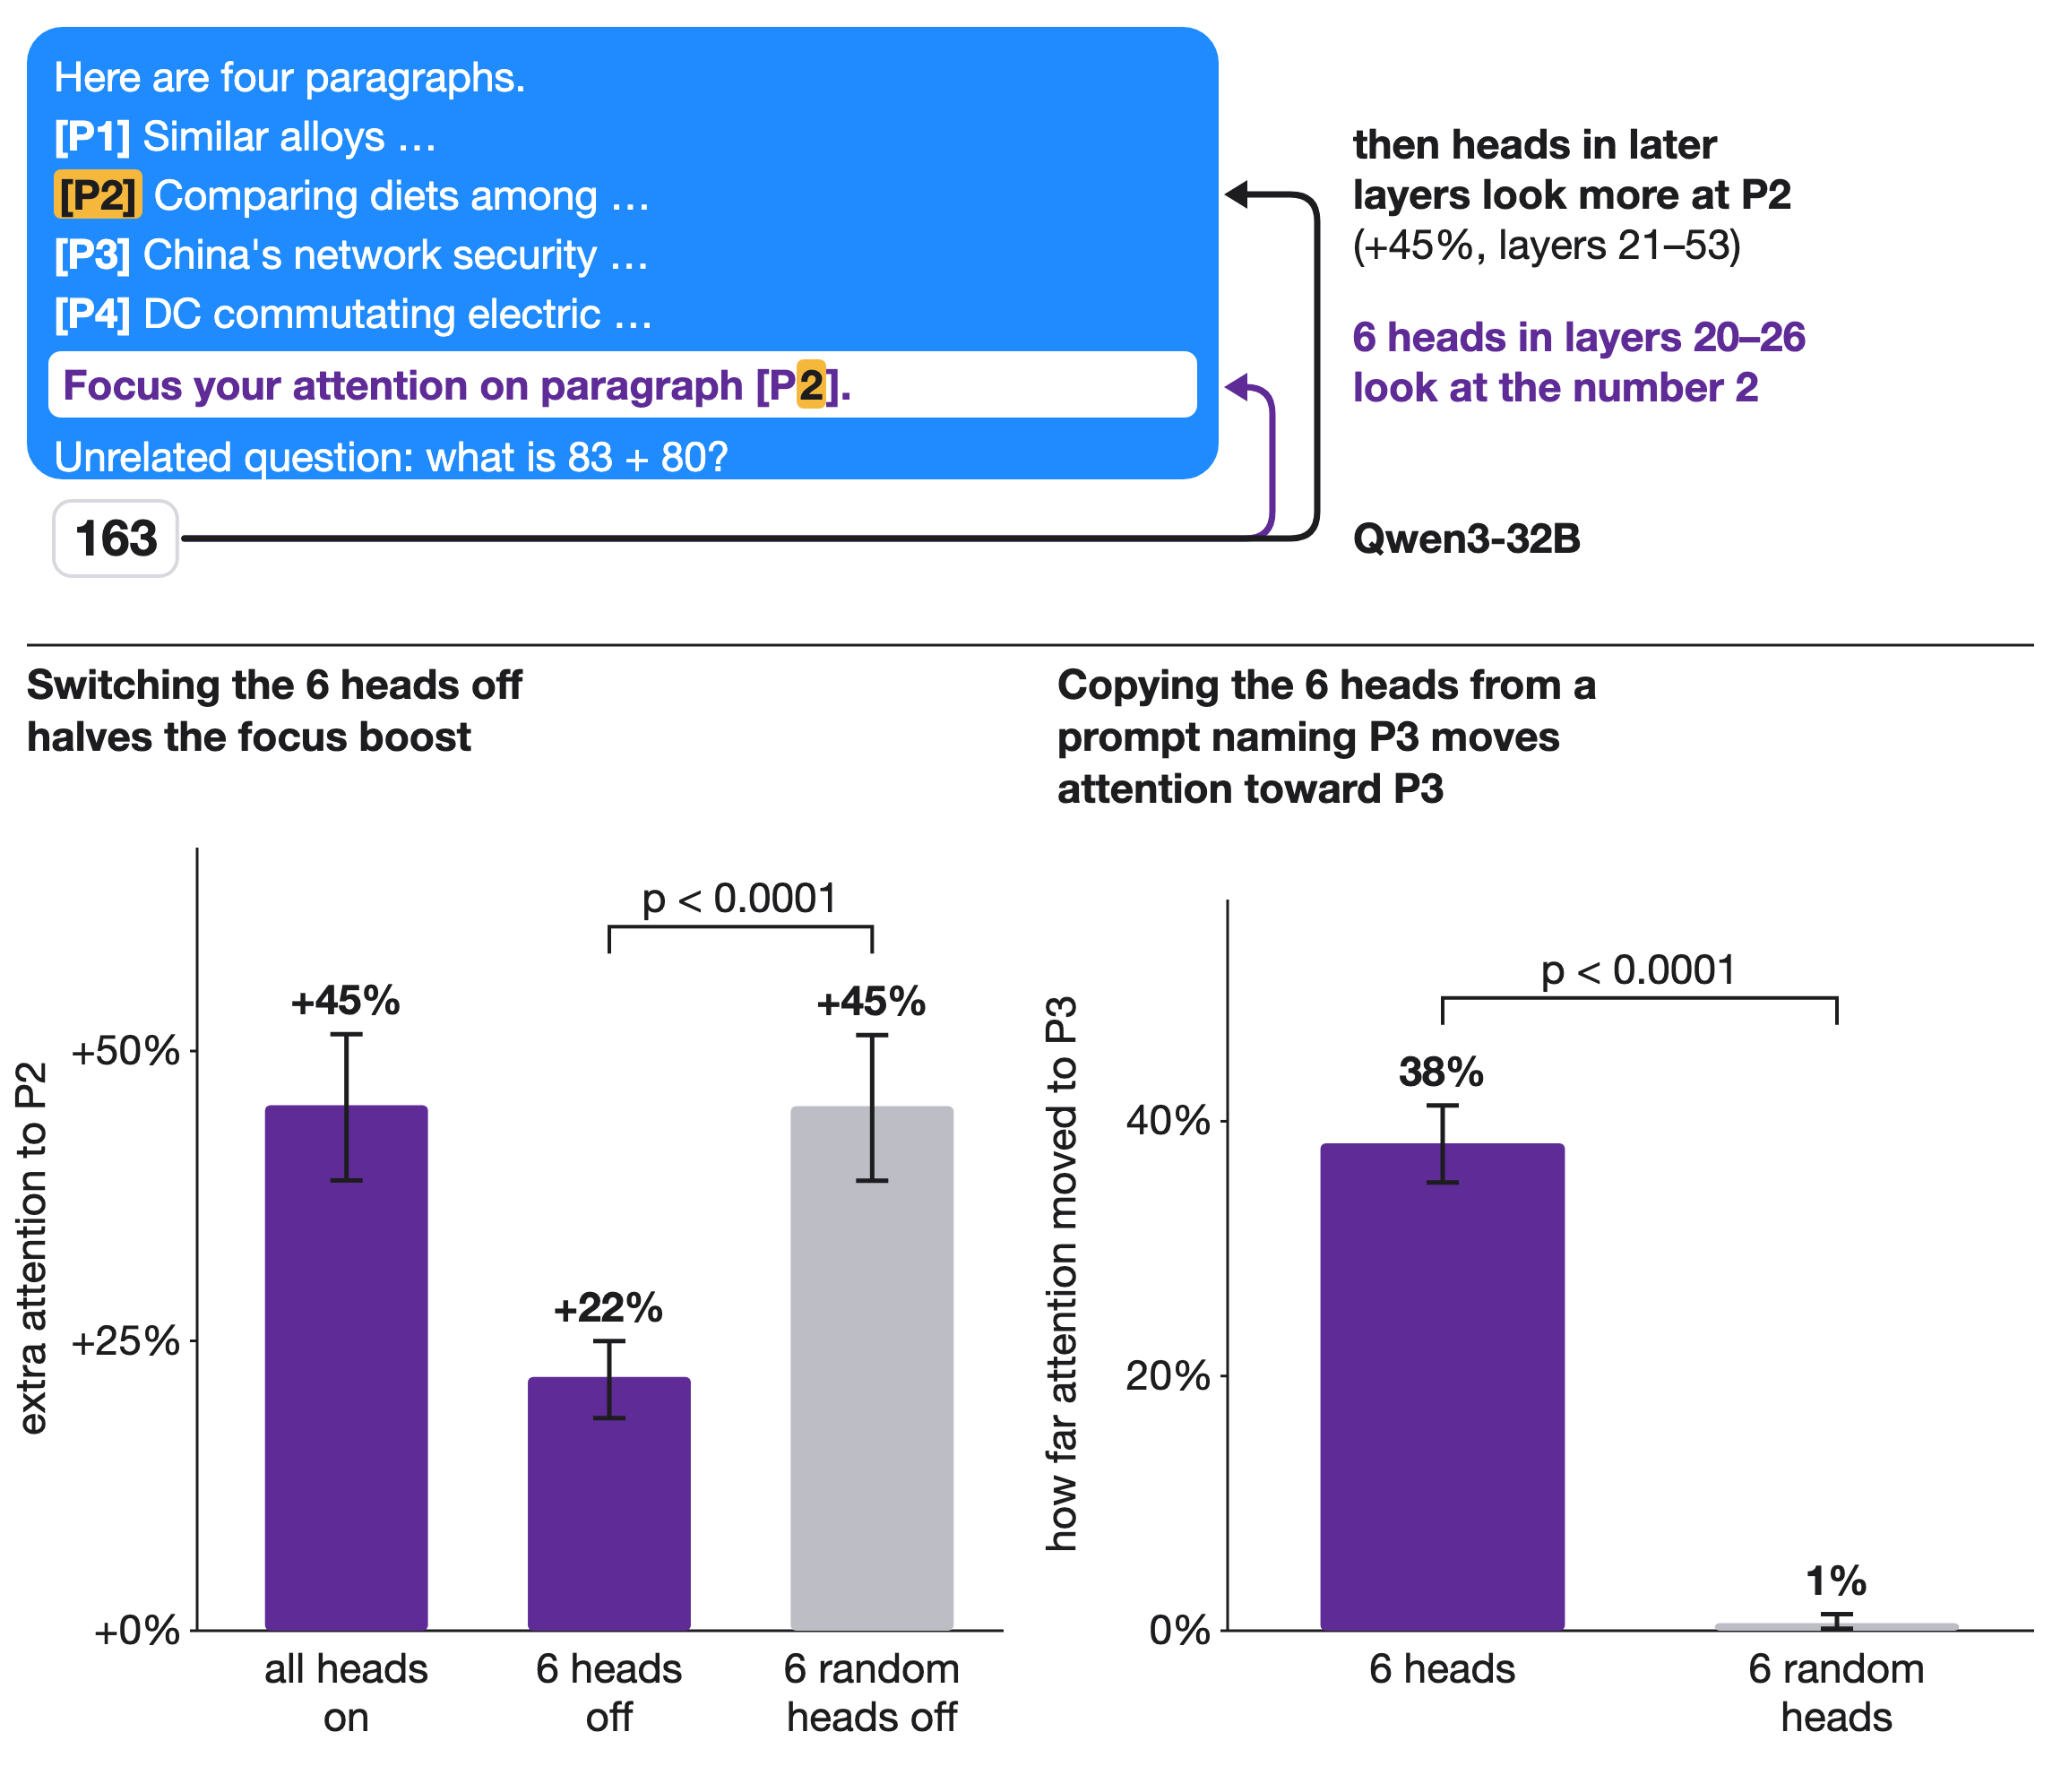 Here are four paragraphs.
[P1] Similar alloys ...
[P2] Comparing diets among ...
[P3] China's network security ...
[P4] DC commutating electric ...
Focus your attention on paragraph [P2].
Unrelated question: what is 83 + 80?
163
then heads in later
layers look more at P2
(+45%, layers 21–53)
6 heads in layers 20–26
look at the number 2
Qwen3-32B
Switching the 6 heads off
halves the focus boost
extra attention to P2
+50%
+25%
+0%
p < 0.0001
+45%
+22%
+45%
all heads
on
6 heads
off
6 random
heads off
Copying the 6 heads from a
prompt naming P3 moves
attention toward P3
how far attention moved to P3
40%
20%
0%
p < 0.0001
38%
1%
6 heads
6 random
heads